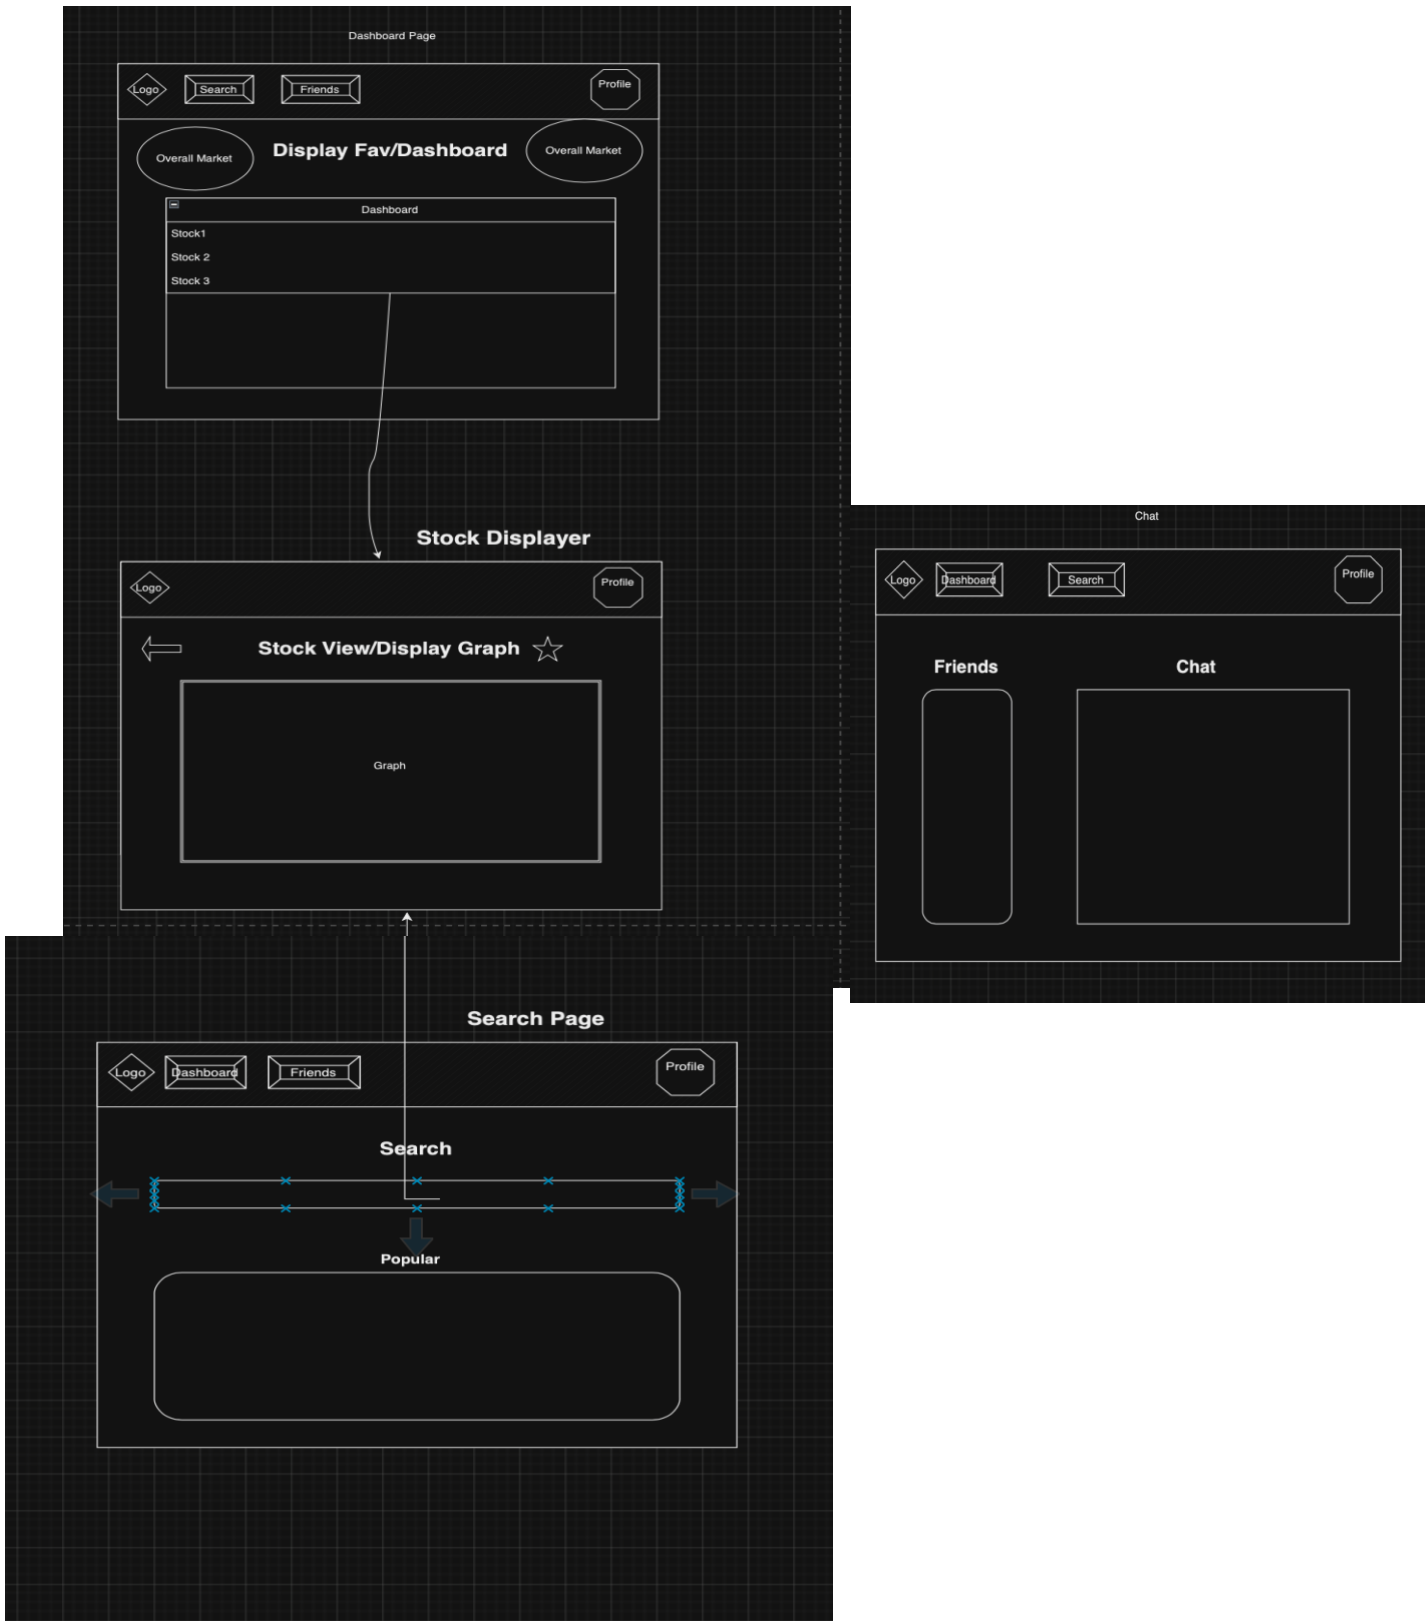 Dashboard Page
Logo
Search
Friends
Profile
Overall Market
Display Fav/Dashboard
Overall Market
Dashboard
Stock1
Stock 2
Stock 3
Stock Displayer
Logo
Profile
Stock View/Display Graph
Graph
Chat
Logo
Dashboard
Search
Profile
Friends
Chat
Search Page
Logo
Dashboard
Friends
Profile
Search
Popular